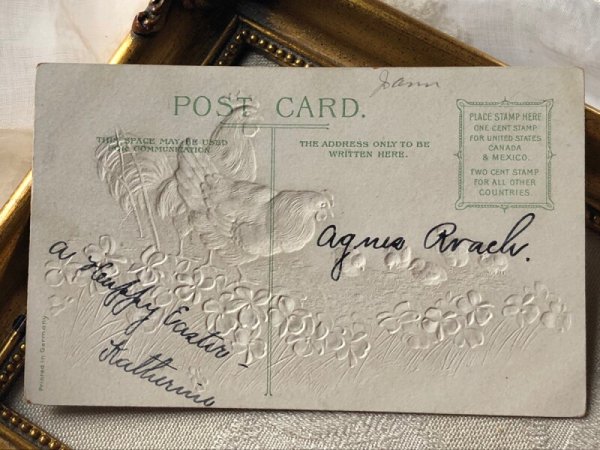 POST CARD.
THIS SPACE MAY BE USED
FOR COMMUNICATION.
THE ADDRESS ONLY TO BE
WRITTEN HERE.
PLACE STAMP HERE
ONE CENT STAMP
FOR UNITED STATES
CANADA
& MEXICO.
TWO CENT STAMP
FOR ALL OTHER
COUNTRIES.
Agnes Roach.
A Happy Easter -
Katherine
Printed in Germany